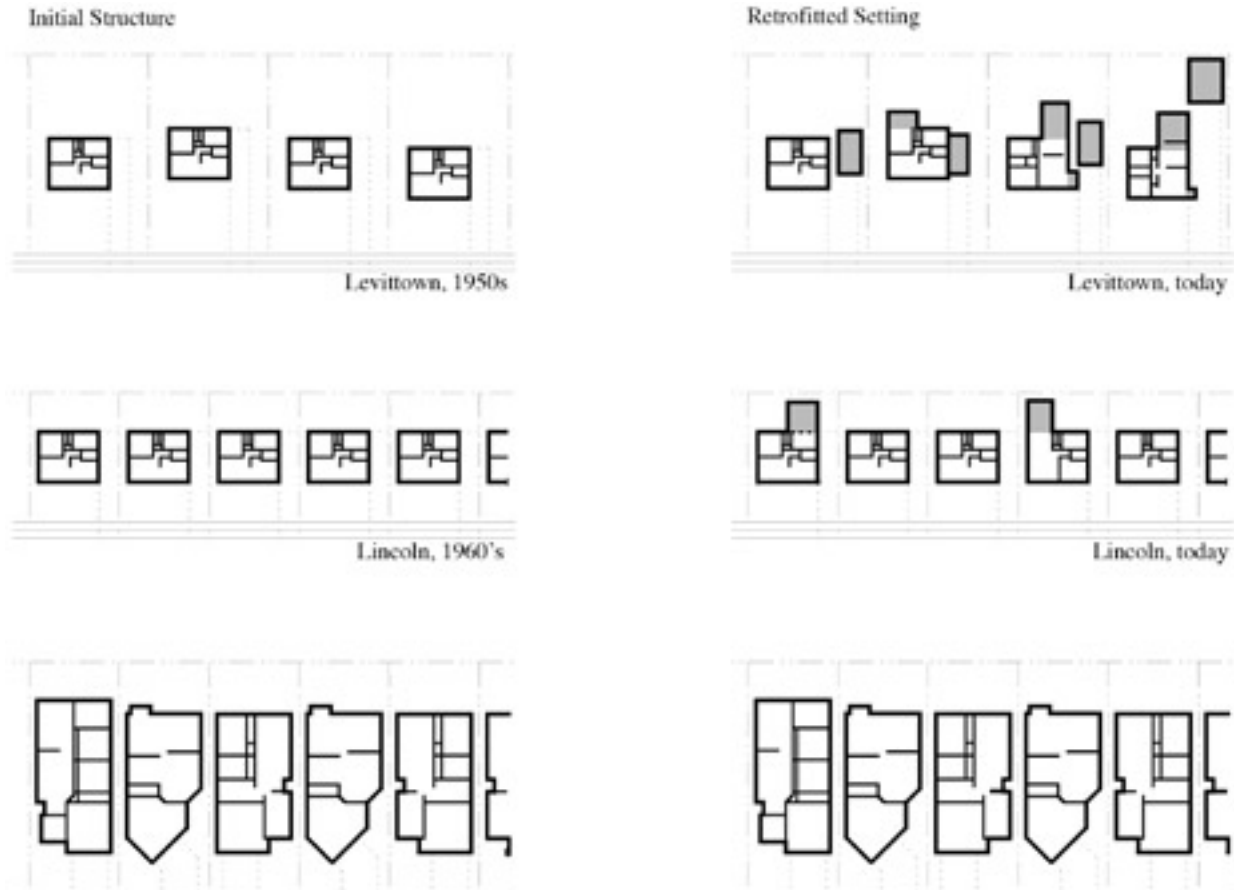 Initial Structure
Retrofitted Setting
Levittown, 1950s
Levittown, today
Lincoln, 1960's
Lincoln, today